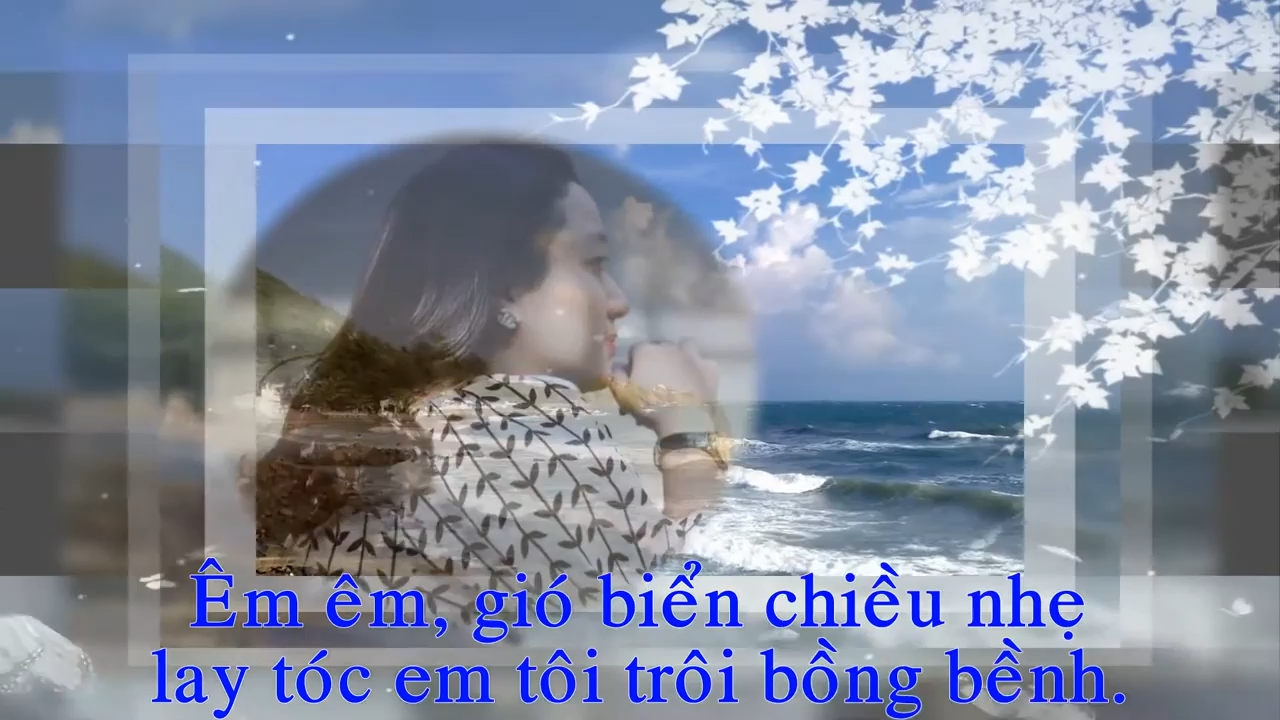 Êm êm, gió biển chiều nhẹ
lay tóc em tôi trôi bồng bềnh.